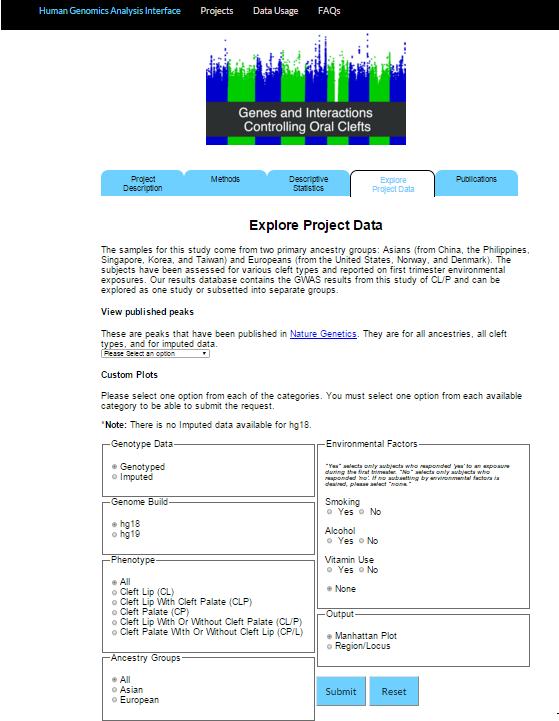 Human Genomics Analysis Interface Projects Data Usage FAQs
Genes and Interactions
Controlling Oral Clefts
Project
Description
Methods
Descriptive
Statistics
Explore
Project Data
Publications
Explore Project Data
The samples for this study come from two primary ancestry groups: Asians (from China, the Philippines,
Singapore, Korea, and Taiwan) and Europeans (from the United States, Norway, and Denmark). The
subjects have been assessed for various cleft types and reported on first trimester environmental
exposures. Our results database contains the GWAS results from this study of CL/P and can be
explored as one study or subsetted into separate groups.
View published peaks
These are peaks that have been published in Nature Genetics. They are for all ancestries, all cleft
types, and for imputed data.
Please Select an option
Custom Plots
Please select one option from each of the categories. You must select one option from each available
category to be able to submit the request.
*Note: There is no Imputed data available for hg18.
Genotype Data
Genotyped
Imputed
Genome Build
hg18
hg19
Phenotype
All
Cleft Lip (CL)
Cleft Lip With Cleft Palate (CLP)
Cleft Palate (CP)
Cleft Lip With Or Without Cleft Palate (CL/P)
Cleft Palate With Or Without Cleft Lip (CP/L)
Ancestry Groups
All
Asian
European
Environmental Factors
"Yes" selects only subjects who responded 'yes' to an exposure
during the first trimester. "No" selects only subjects who
responded 'no'. If no subsetting by environmental factors is
desired, please select "none."
Smoking
Yes No
Alcohol
Yes No
Vitamin Use
Yes No
None
Output
Manhattan Plot
Region/Locus
Submit Reset